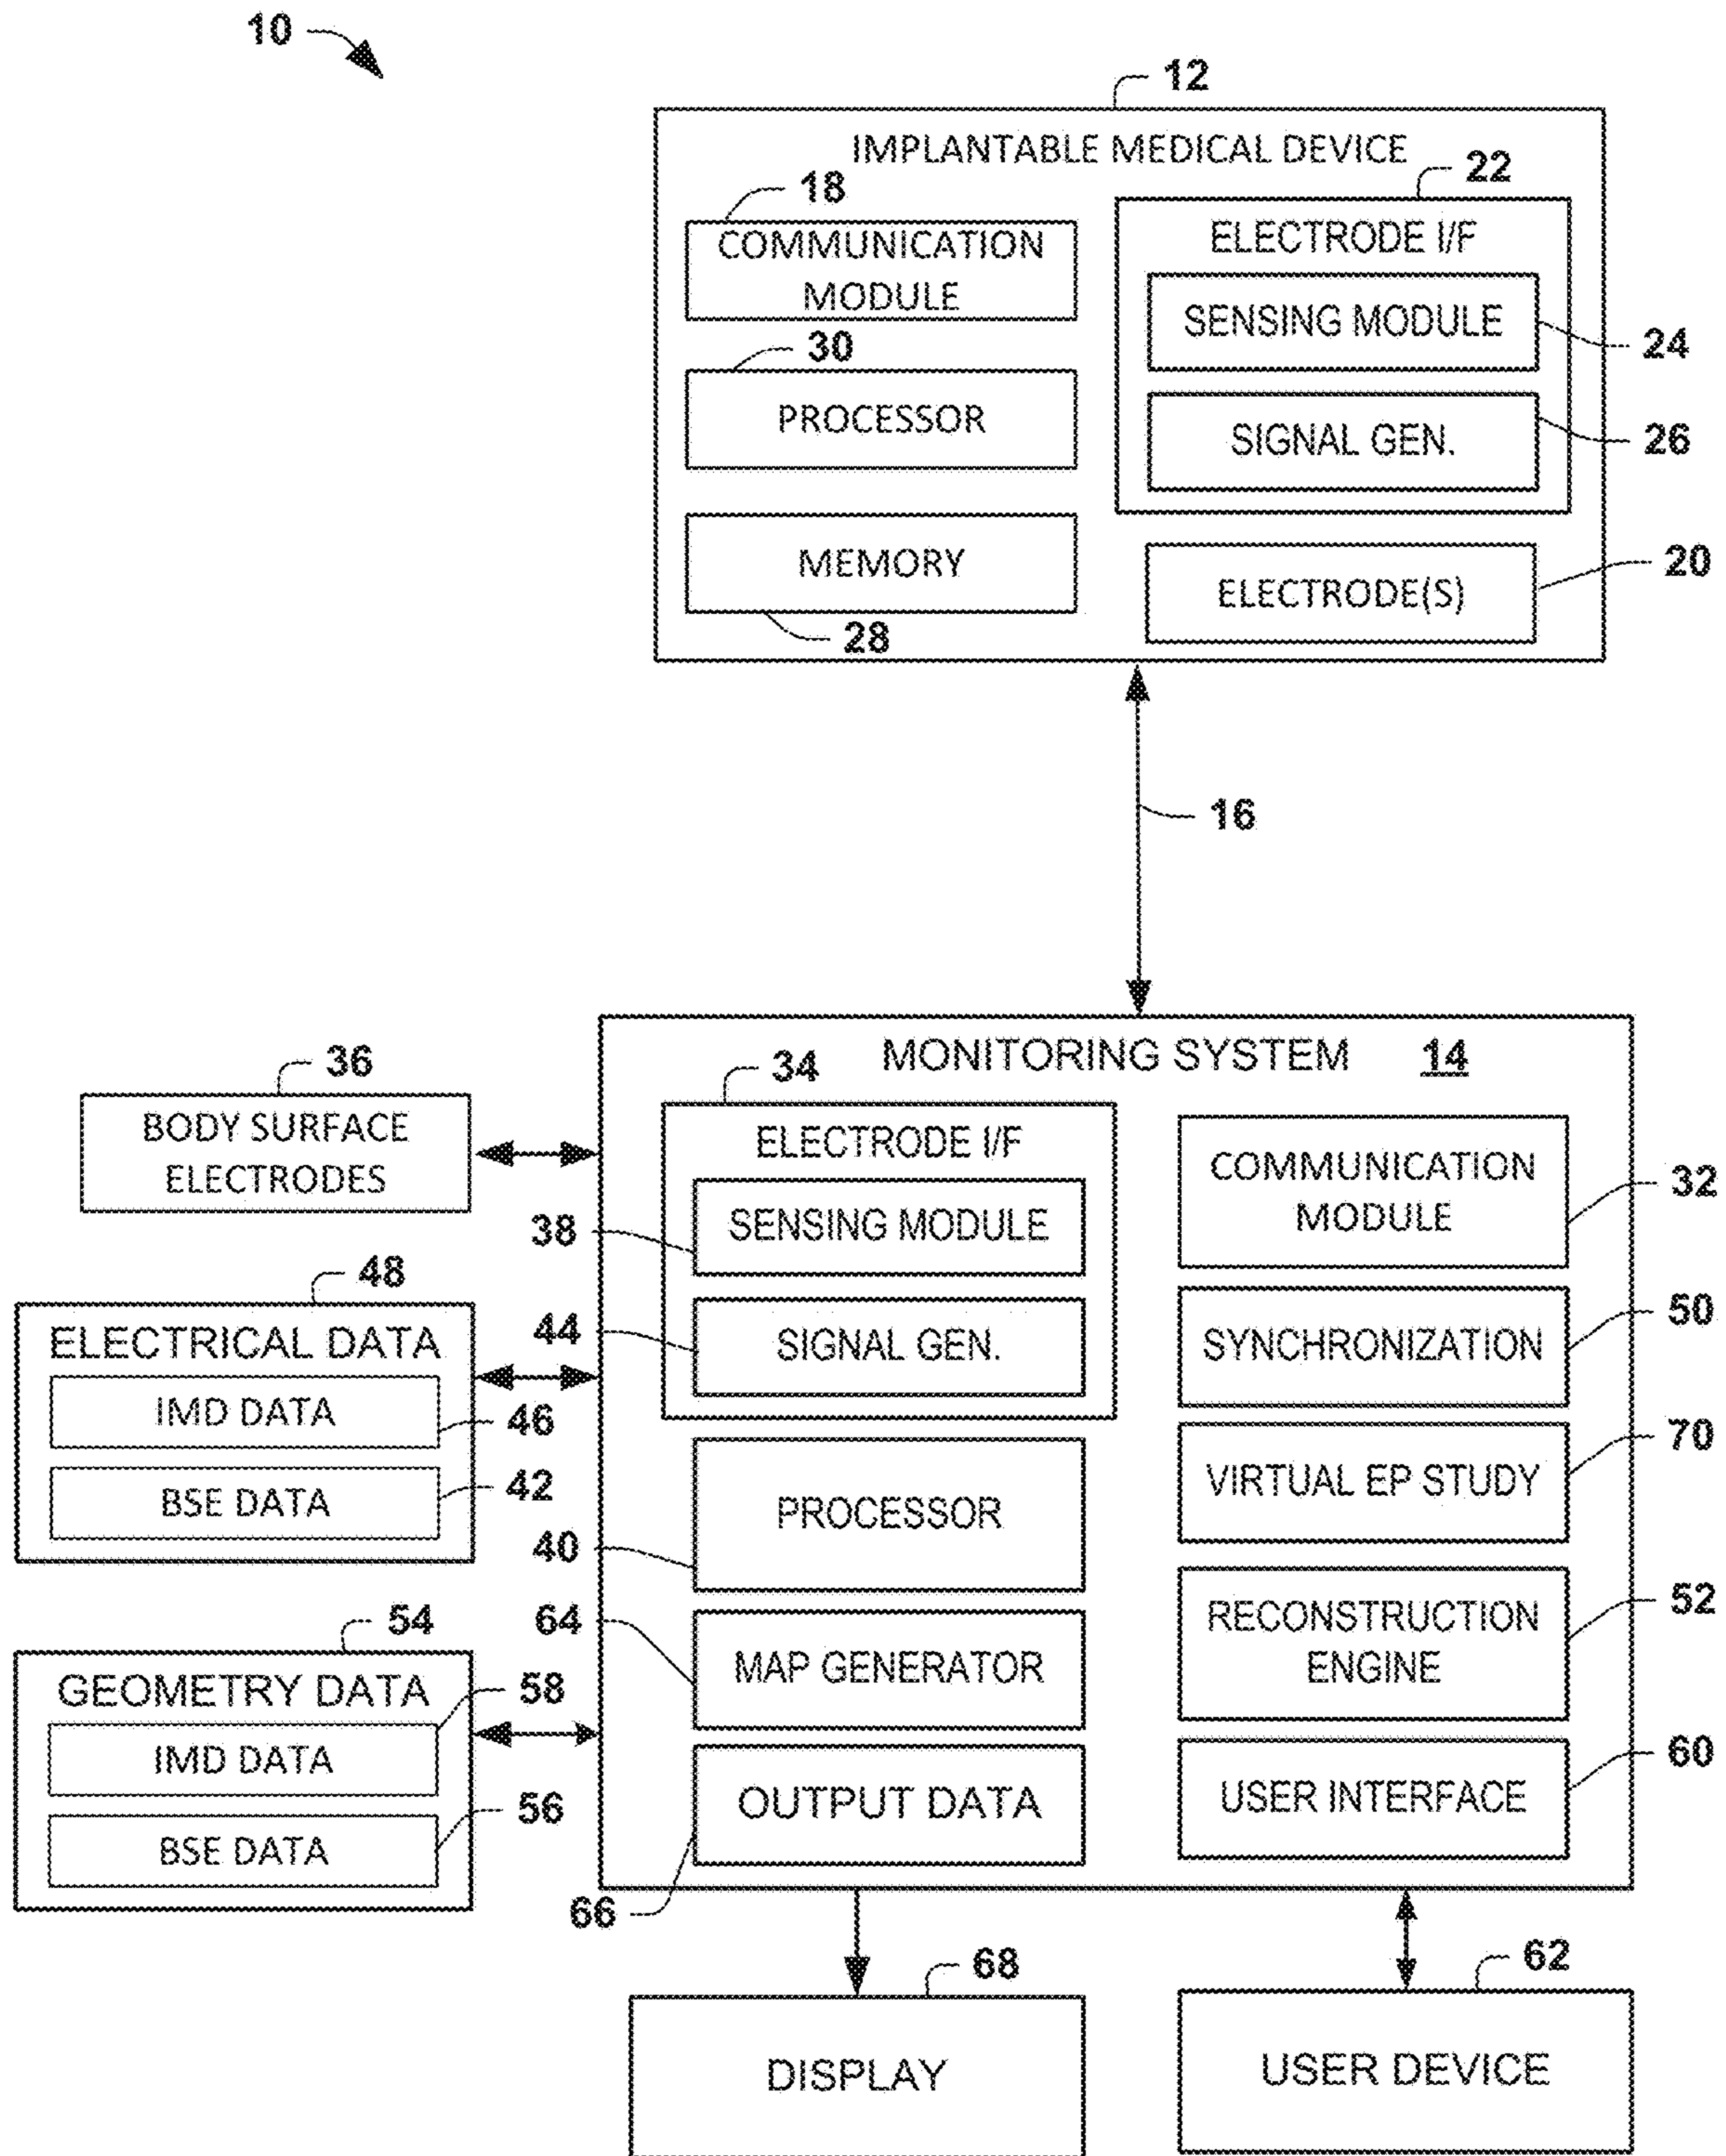 10
12
IMPLANTABLE MEDICAL DEVICE
18
COMMUNICATION
MODULE
30
PROCESSOR
MEMORY
28
22
ELECTRODE I/F
SENSING MODULE
24
SIGNAL GEN.
26
ELECTRODE(S)
20
16
MONITORING SYSTEM 14
36
BODY SURFACE
ELECTRODES
48
ELECTRICAL DATA
IMD DATA
46
BSE DATA
42
54
GEOMETRY DATA
58
IMD DATA
56
BSE DATA
34
ELECTRODE I/F
SENSING MODULE
38
SIGNAL GEN.
44
PROCESSOR
40
MAP GENERATOR
64
OUTPUT DATA
66
COMMUNICATION
MODULE
32
SYNCHRONIZATION
50
VIRTUAL EP STUDY
70
RECONSTRUCTION
ENGINE
52
USER INTERFACE
60
68
DISPLAY
62
USER DEVICE